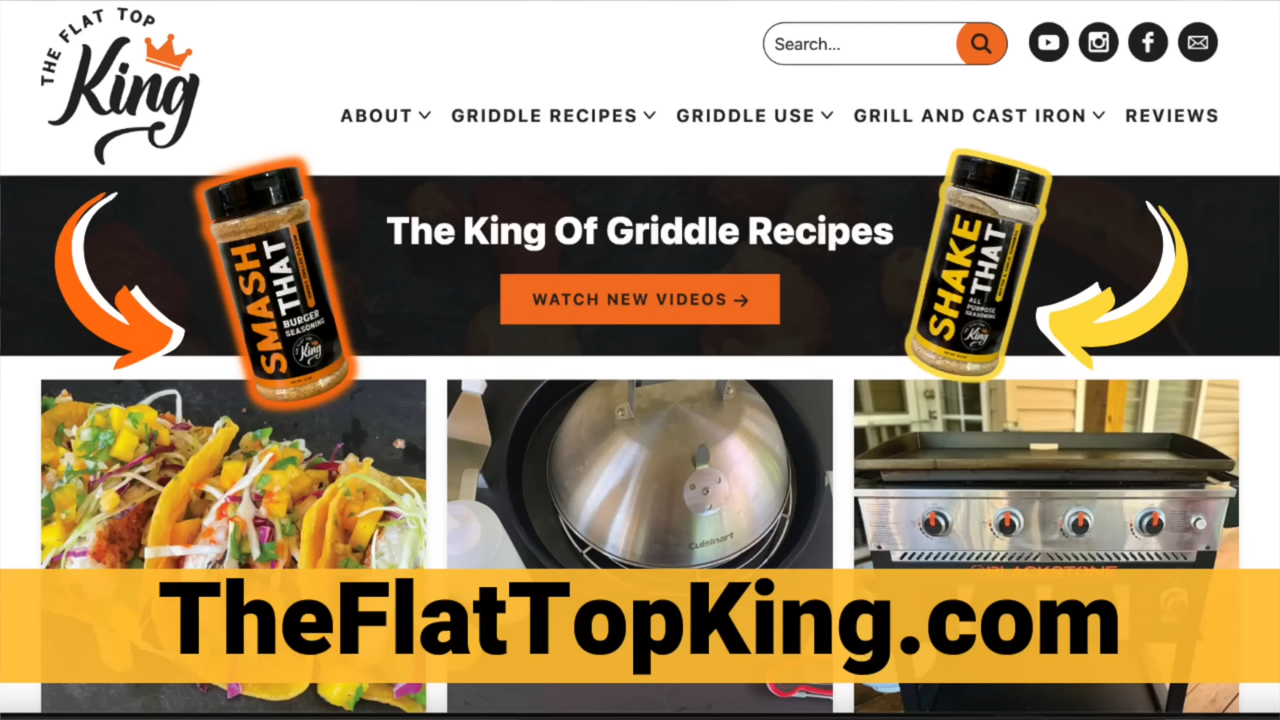 THE FLAT TOP
King
Search...
ABOUT
GRIDDLE RECIPES
GRIDDLE USE
GRILL AND CAST IRON
REVIEWS
The King Of Griddle Recipes
WATCH NEW VIDEOS →
SMASH
THAT
BURGER
SEASONING
King
SHAKE
THAT
ALL
PURPOSE
SEASONING
King
Cuisinart
BLACKSTONE
TheFlatTopKing.com